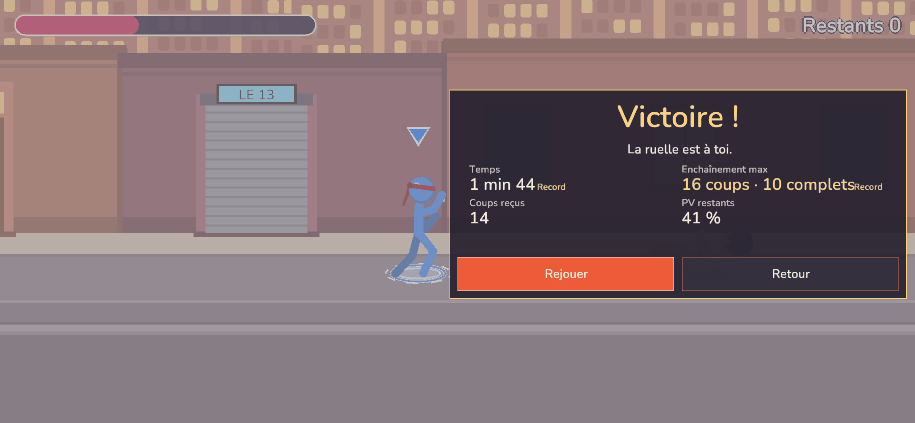 Restants 0
LE 13
Victoire !
La ruelle est à toi.
Temps
1 min 44 Record
Enchaînement max
16 coups · 10 complets Record
Coups reçus
14
PV restants
41 %
Rejouer
Retour